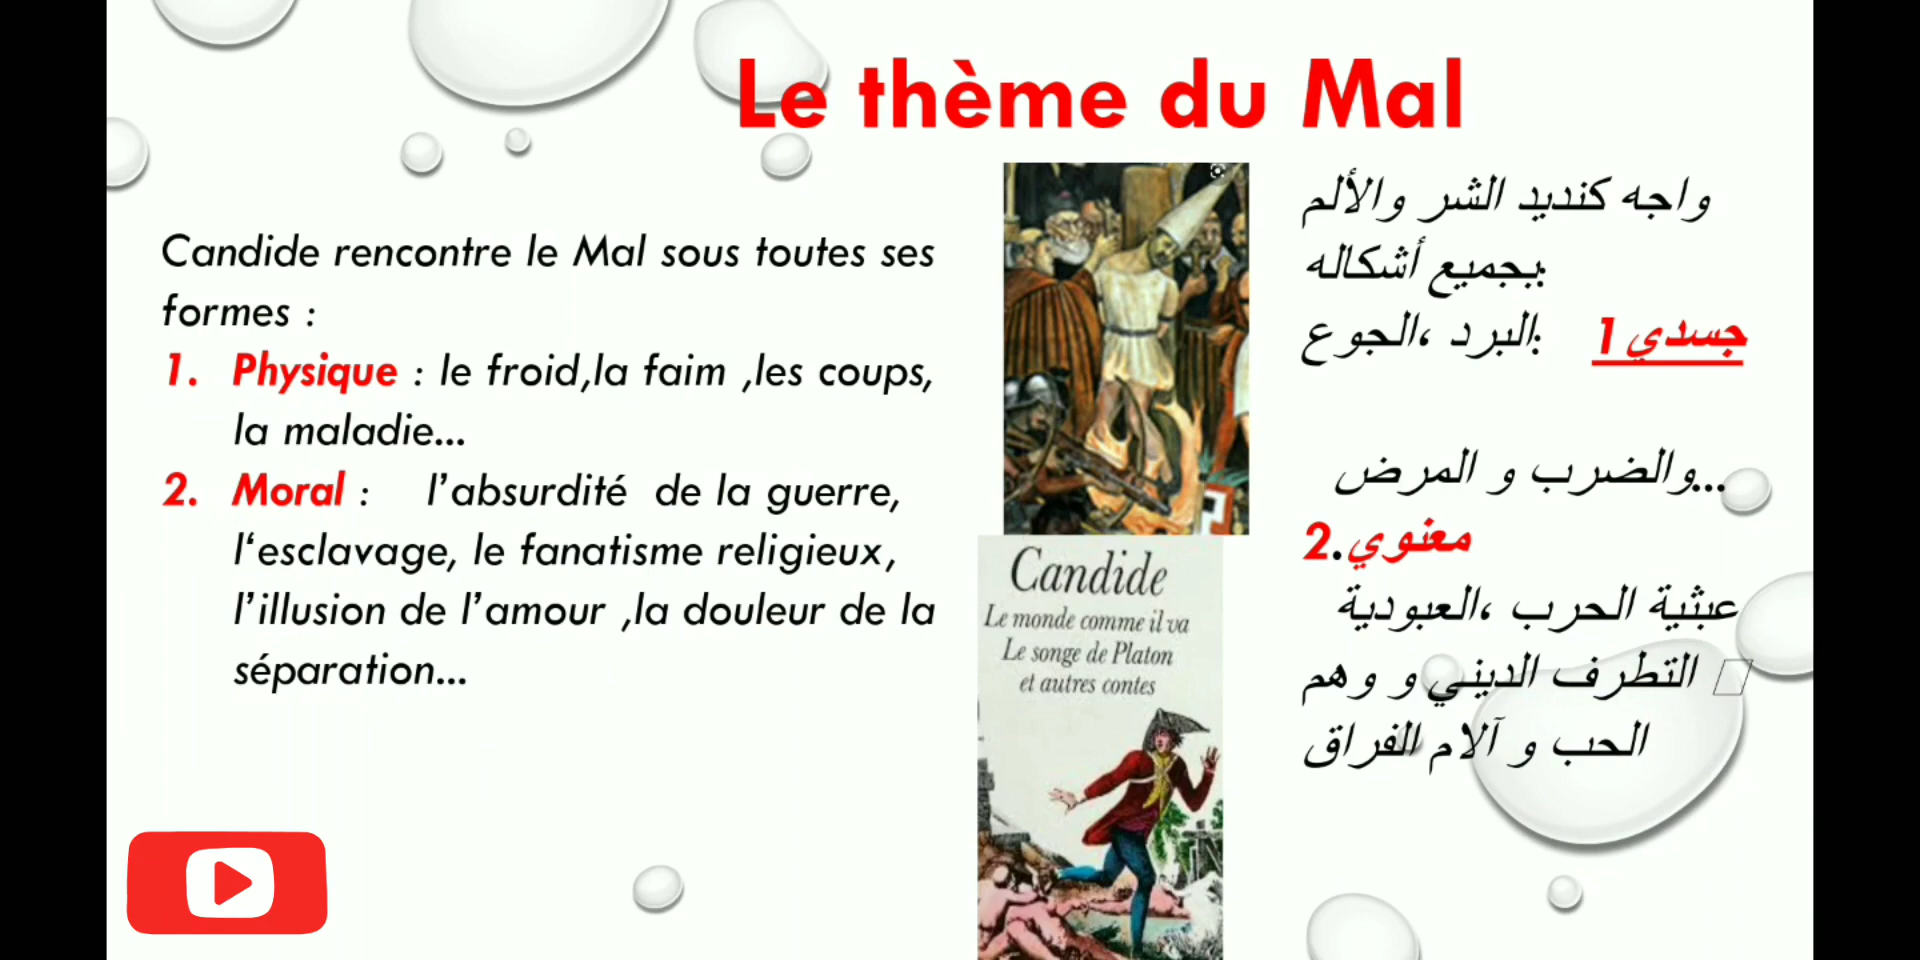 Le thème du Mal
Candide rencontre le Mal sous toutes ses
formes :
1. Physique : le froid,la faim ,les coups,
la maladie...
2. Moral : l’absurdité de la guerre,
l‘esclavage, le fanatisme religieux,
l’illusion de l’amour ,la douleur de la
séparation...
Candide
Le monde comme il va
Le songe de Platon
et autres contes
واجه كنديد الشر والألم
بجميع أشكاله:
جسدي 1 :البرد ،الجوع
والضرب و المرض...
2.معنوي
عبثية الحرب ،العبودية
التطرف الديني و وهم
الحب و آلام الفراق